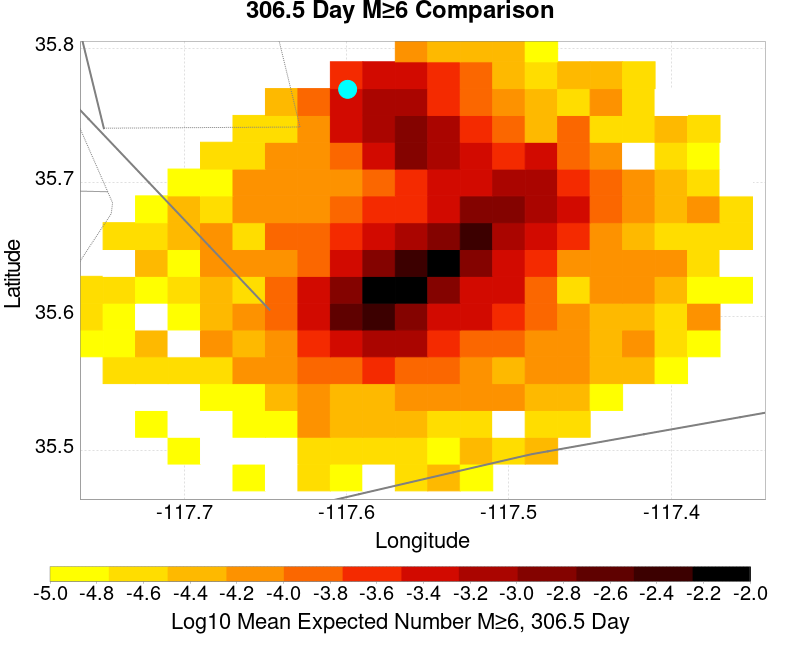 306.5 Day M≥6 Comparison
35.8
35.7
35.6
35.5
Latitude
-117.7 -117.6 -117.5 -117.4
Longitude
-5.0 -4.8 -4.6 -4.4 -4.2 -4.0 -3.8 -3.6 -3.4 -3.2 -3.0 -2.8 -2.6 -2.4 -2.2 -2.0
Log10 Mean Expected Number M≥6, 306.5 Day